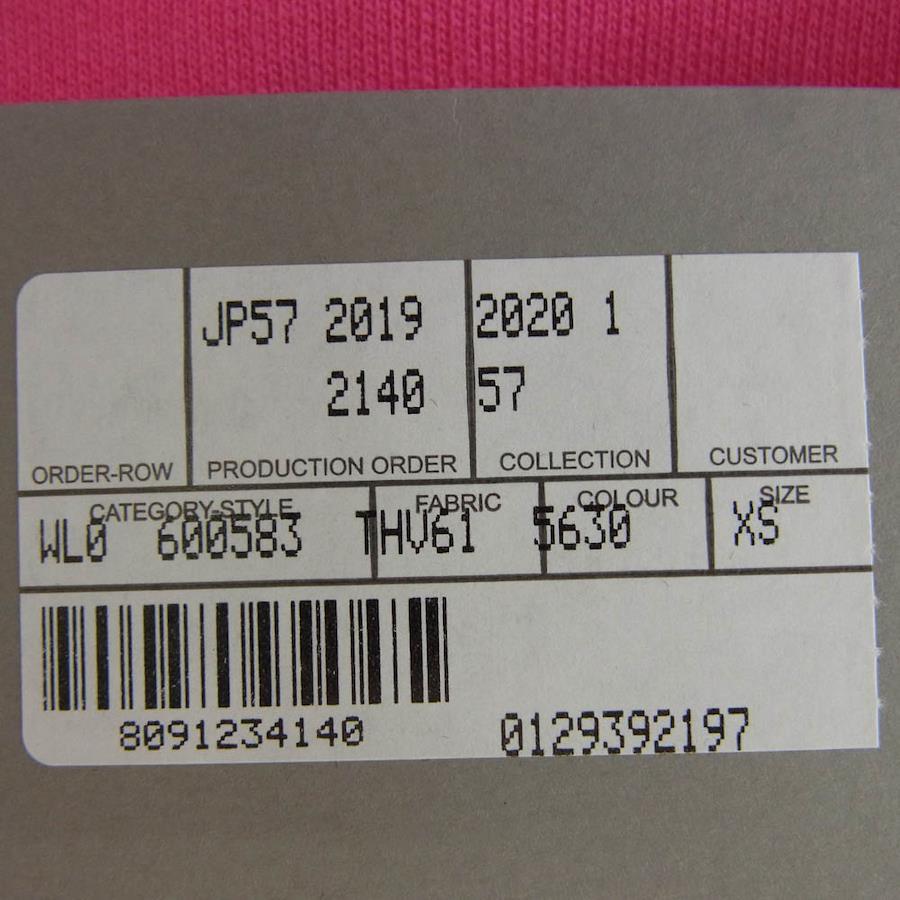 JP57 2019 2020 1
2140 57
ORDER-ROW PRODUCTION ORDER COLLECTION CUSTOMER
CATEGORY-STYLE FABRIC COLOUR SIZE
WL0 600583 THV61 5630 XS
8091234140 0129392197